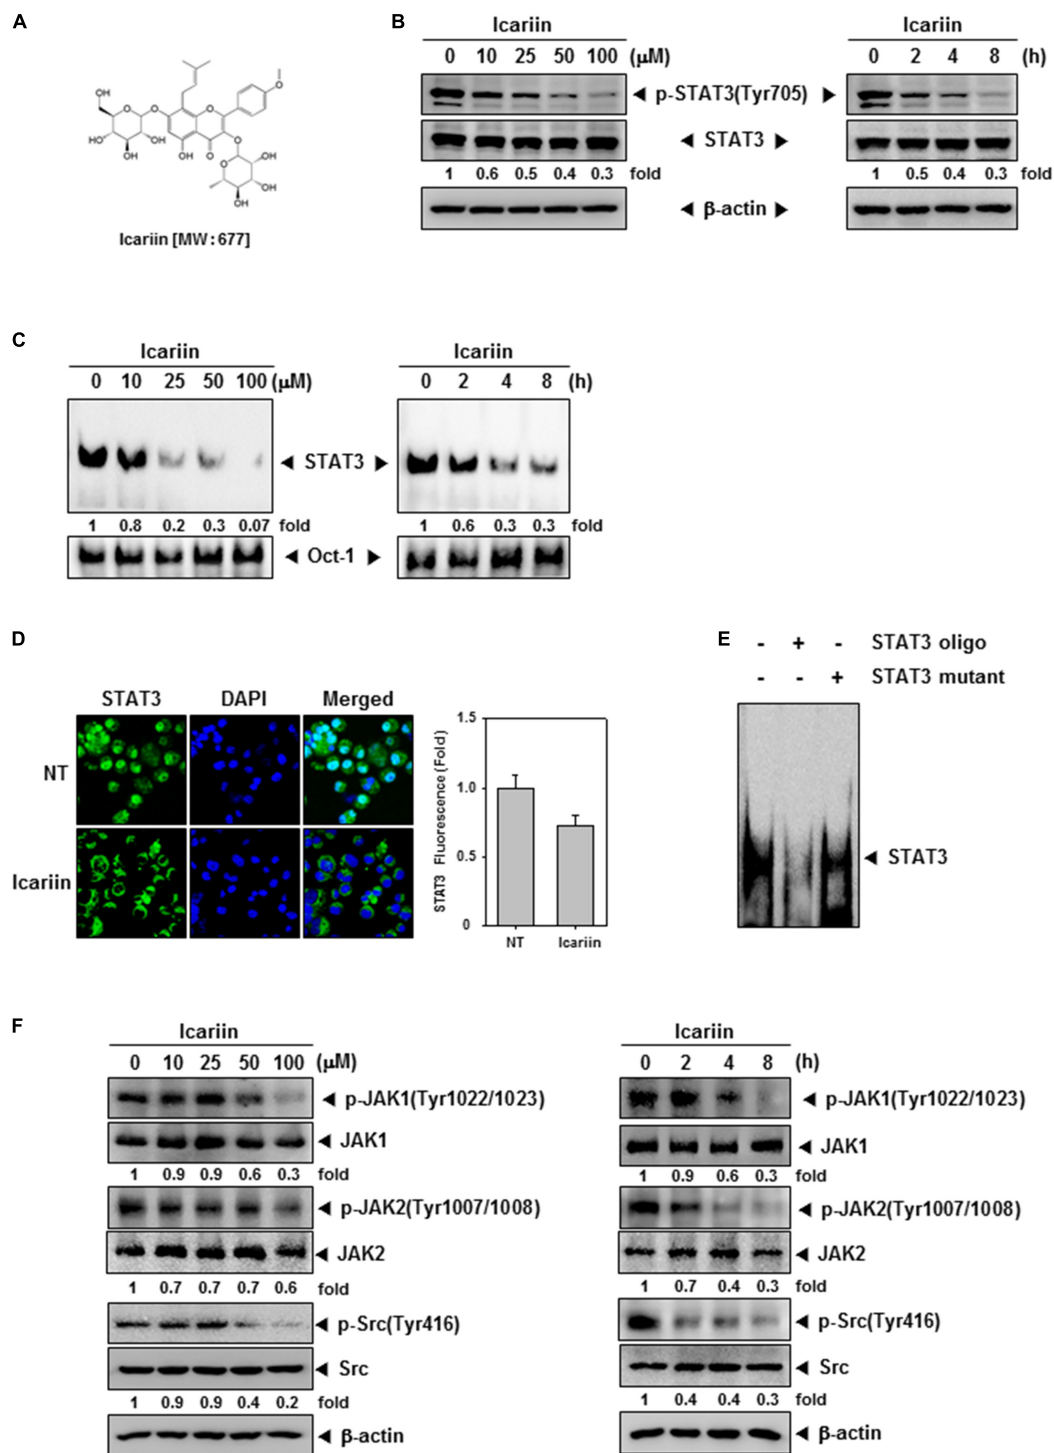 A
HO
OH
HO
OH
OH
O
O
O
OH
O
O
O
OH
O
OH
OH
Icariin [MW:677]
B
Icariin
0 10 25 50 100 (μM)
Icariin
0 2 4 8 (h)
◄ p-STAT3(Tyr705) ►
◄ STAT3 ►
1 0.6 0.5 0.4 0.3 fold
1 0.5 0.4 0.3 fold
◄ β-actin ►
C
Icariin
0 10 25 50 100 (μM)
Icariin
0 2 4 8 (h)
◄ STAT3 ►
1 0.8 0.2 0.3 0.07 fold
1 0.6 0.3 0.3 fold
◄ Oct-1 ►
D
STAT3 DAPI Merged
NT
Icariin
STAT3 Fluorescence (Fold)
1.5
1.0
0.5
0
NT Icariin
E
- + - STAT3 oligo
- - + STAT3 mutant
◄ STAT3
F
Icariin
0 10 25 50 100 (μM)
◄ p-JAK1(Tyr1022/1023)
◄ JAK1
1 0.9 0.9 0.6 0.3 fold
◄ p-JAK2(Tyr1007/1008)
◄ JAK2
1 0.7 0.7 0.7 0.6 fold
◄ p-Src(Tyr416)
◄ Src
1 0.9 0.9 0.4 0.2 fold
◄ β-actin
Icariin
0 2 4 8 (h)
◄ p-JAK1(Tyr1022/1023)
◄ JAK1
1 0.9 0.6 0.3 fold
◄ p-JAK2(Tyr1007/1008)
◄ JAK2
1 0.7 0.4 0.3 fold
◄ p-Src(Tyr416)
◄ Src
1 0.4 0.4 0.3 fold
◄ β-actin